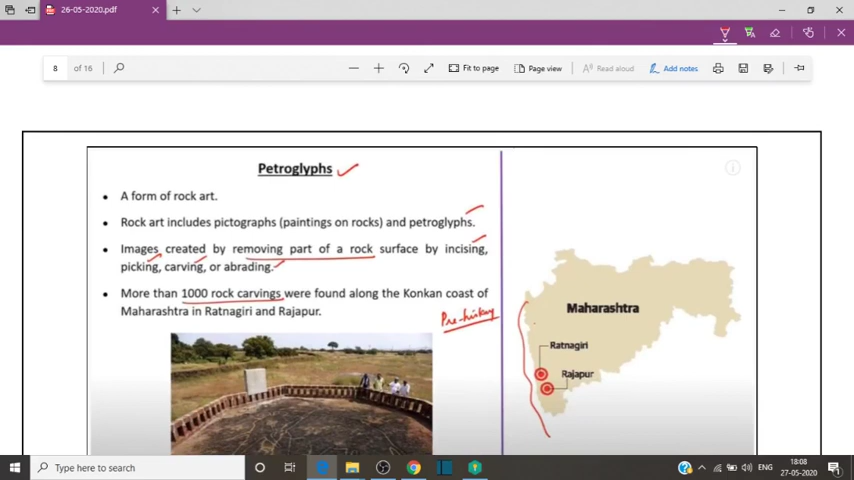 26-05-2020.pdf
8 of 16
Fit to page
Page view
Read aloud
Add notes
Petroglyphs
• A form of rock art.
• Rock art includes pictographs (paintings on rocks) and petroglyphs.
• Images created by removing part of a rock surface by incising,
picking, carving, or abrading.
• More than 1000 rock carvings were found along the Konkan coast of
Maharashtra in Ratnagiri and Rajapur.
Pre-history
Maharashtra
Ratnagiri
Rajapur
Type here to search
ENG
18:08
27-05-2020